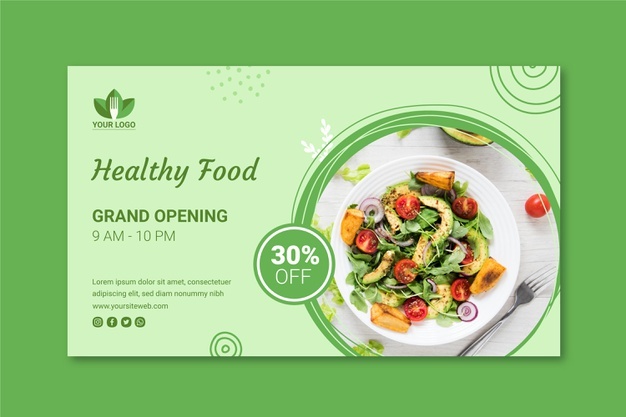 YOUR LOGO
Healthy Food
GRAND OPENING
9 AM - 10 PM
30%
OFF
Lorem ipsum dolor sit amet, consectetuer
adipiscing elit, sed diam nonummy
www.yoursiteweb.com